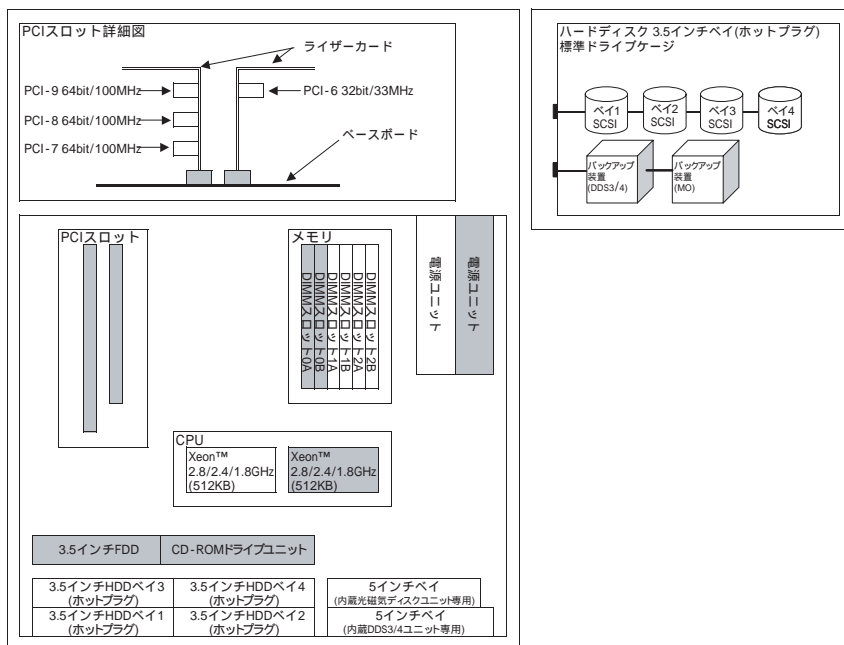 PCIスロット詳細図
ライザーカード
PCI-9 64bit/100MHz
PCI-6 32bit/33MHz
PCI-8 64bit/100MHz
ベースボード
PCI-7 64bit/100MHz
PCIスロット
メモリ
DIMMスロット0A
DIMMスロット0B
DIMMスロット1A
DIMMスロット1B
DIMMスロット2A
DIMMスロット2B
電源ユニット
電源ユニット
CPU
Xeon™
2.8/2.4/1.8GHz
(512KB)
Xeon™
2.8/2.4/1.8GHz
(512KB)
3.5インチFDD
CD-ROMドライブユニット
3.5インチHDDベイ3
(ホットプラグ)
3.5インチHDDベイ4
(ホットプラグ)
5インチベイ
(内蔵光磁気ディスクユニット専用)
3.5インチHDDベイ1
(ホットプラグ)
3.5インチHDDベイ2
(ホットプラグ)
5インチベイ
(内蔵DDS3/4ユニット専用)
ハードディスク 3.5インチベイ(ホットプラグ)
標準ドライブケージ
ベイ1
SCSI
ベイ2
SCSI
ベイ3
SCSI
ベイ4
SCSI
バックアップ
装置
(DDS3/4)
バックアップ
装置
(MO)